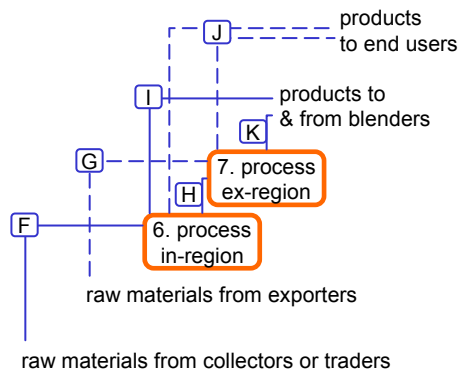 products
to end users
J
I
products to
& from blenders
K
G
7. process
ex-region
H
F
6. process
in-region
raw materials from exporters
raw materials from collectors or traders